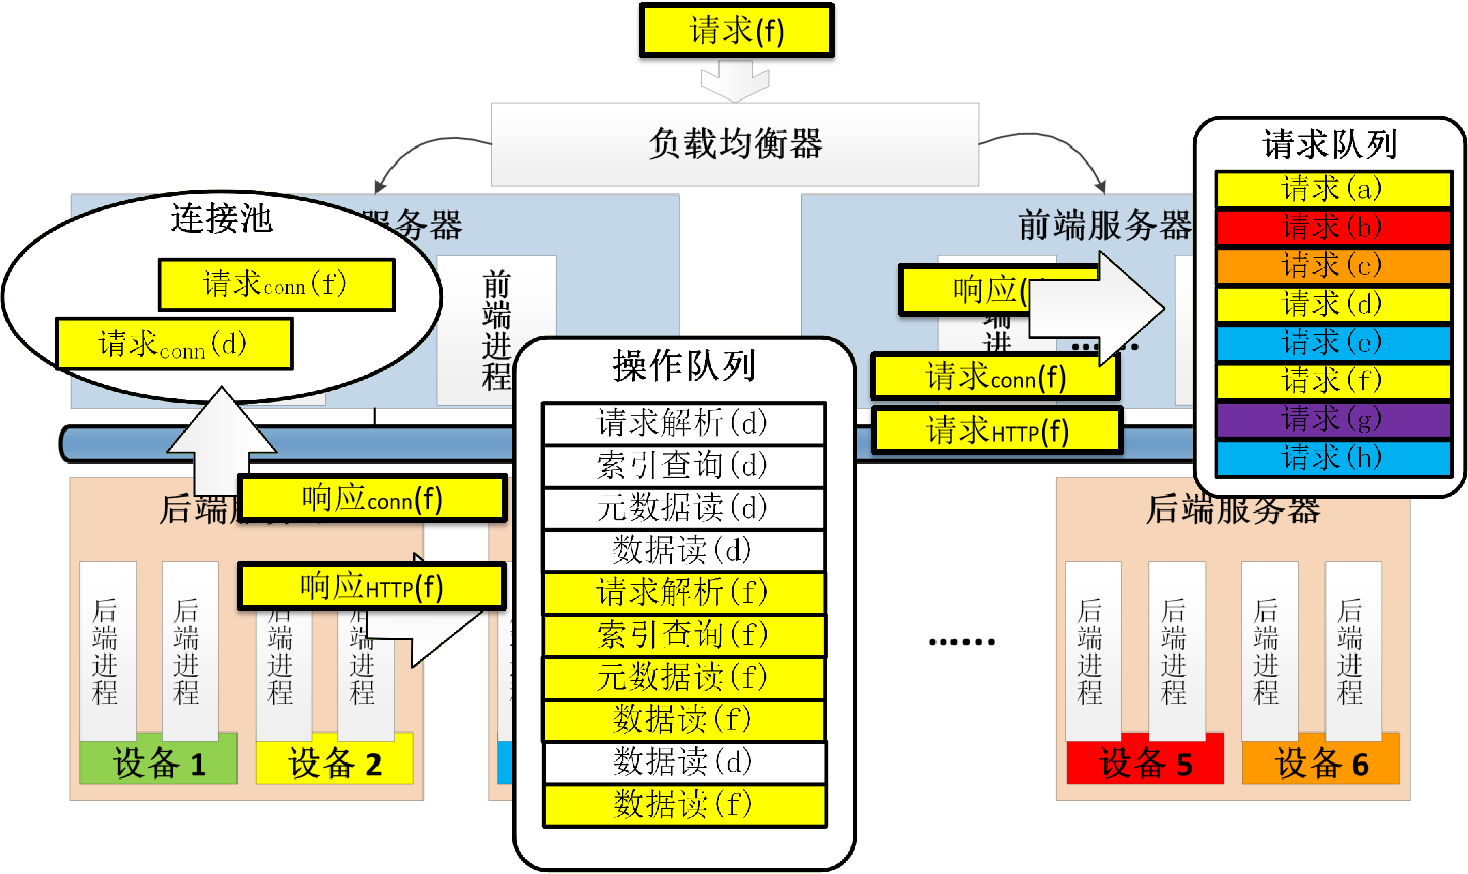 请求(f)
负载均衡器
请求队列
请求(a)
请求(b)
请求(c)
请求(d)
请求(e)
请求(f)
请求(g)
请求(h)
连接池
服务器
请求conn(f)
请求conn(d)
前端进程
前端服务器
响应(
端进
......
请求conn(f)
请求HTTP(f)
操作队列
请求解析(d)
索引查询(d)
元数据读(d)
数据读(d)
请求解析(f)
索引查询(f)
元数据读(f)
数据读(f)
数据读(d)
数据读(f)
后端服
响应conn(f)
响应HTTP(f)
后端进程
后端进程
端进程
端进程
设备 1
设备 2
......
后端服务器
后端进程
后端进程
后端进程
后端进程
设备 5
设备 6